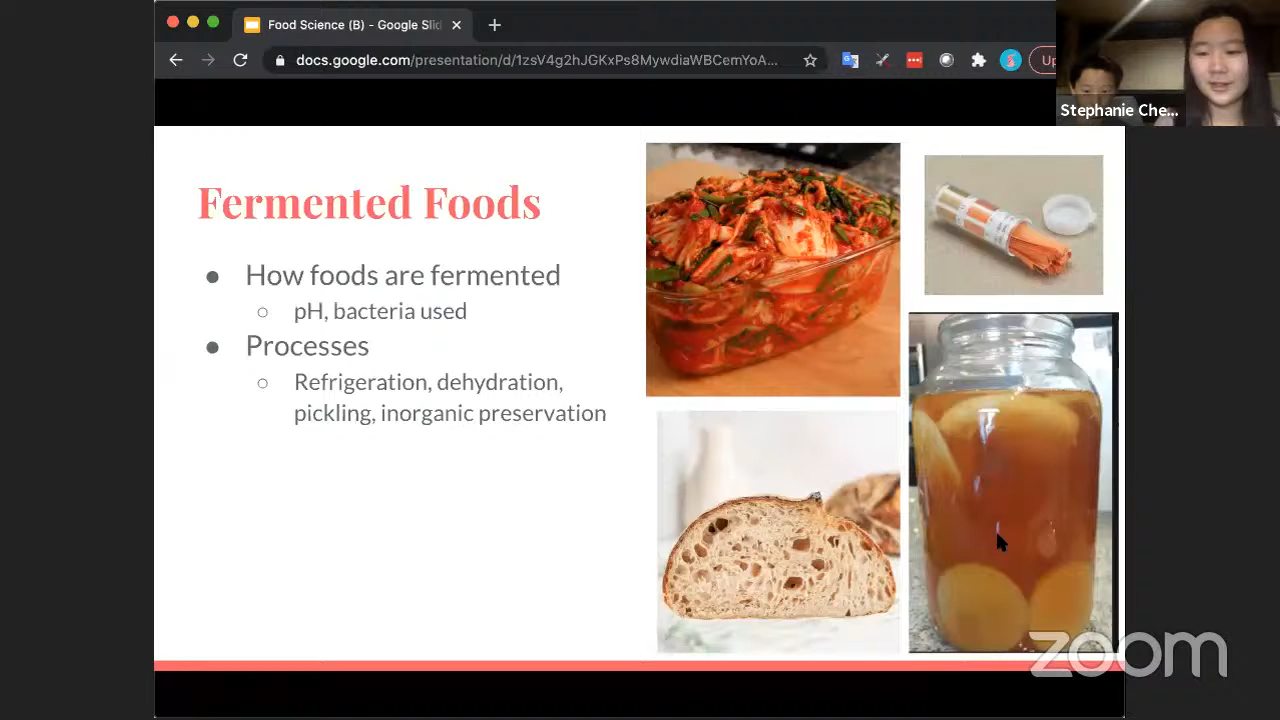 Food Science (B) - Google Slid
docs.google.com/presentation/d/1zsV4g2hJGKxPs8MywdiaWBCemYoA...
Up
Stephanie Che...
Fermented Foods
● How foods are fermented
○ pH, bacteria used
● Processes
○ Refrigeration, dehydration,
pickling, inorganic preservation
zoom